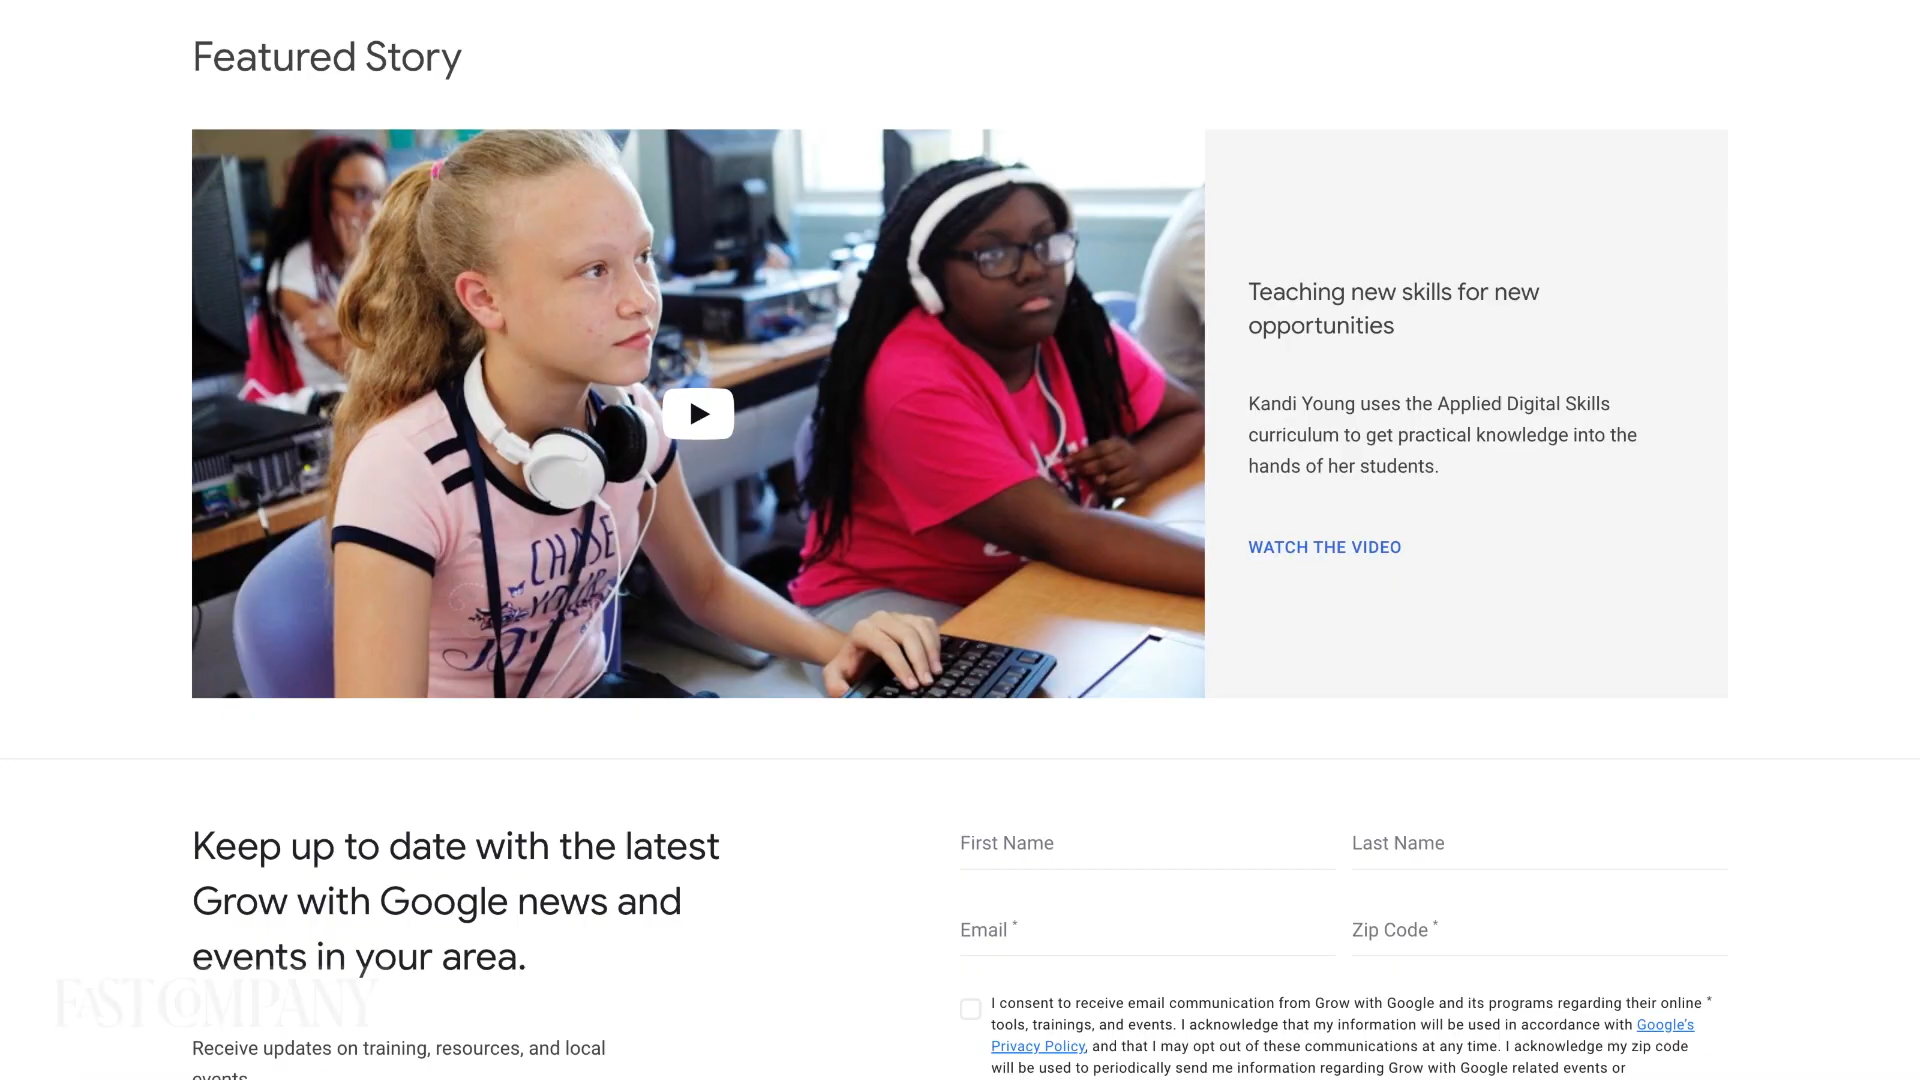 Featured Story
CHASE
YOUR
Teaching new skills for new
opportunities
Kandi Young uses the Applied Digital Skills
curriculum to get practical knowledge into the
hands of her students.
WATCH THE VIDEO
Keep up to date with the latest
Grow with Google news and
events in your area.
FAST COMPANY
Receive updates on training, resources, and local
events.
First Name
Last Name
Email *
Zip Code *
I consent to receive email communication from Grow with Google and its programs regarding their online *
tools, trainings, and events. I acknowledge that my information will be used in accordance with Google’s
Privacy Policy, and that I may opt out of these communications at any time. I acknowledge my zip code
will be used to periodically send me information regarding Grow with Google related events or